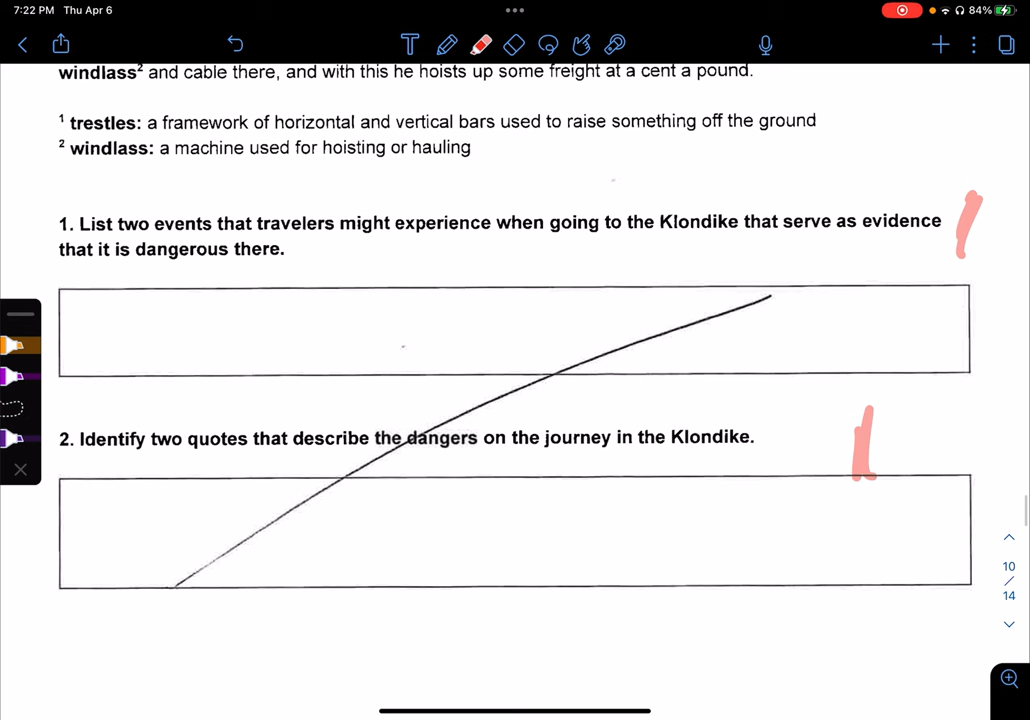 7:22 PM Thu Apr 6
84%
windlass² and cable there, and with this he hoists up some freight at a cent a pound.
¹ trestles: a framework of horizontal and vertical bars used to raise something off the ground
² windlass: a machine used for hoisting or hauling
1. List two events that travelers might experience when going to the Klondike that serve as evidence
that it is dangerous there.
2. Identify two quotes that describe the dangers on the journey in the Klondike.
10
/
14